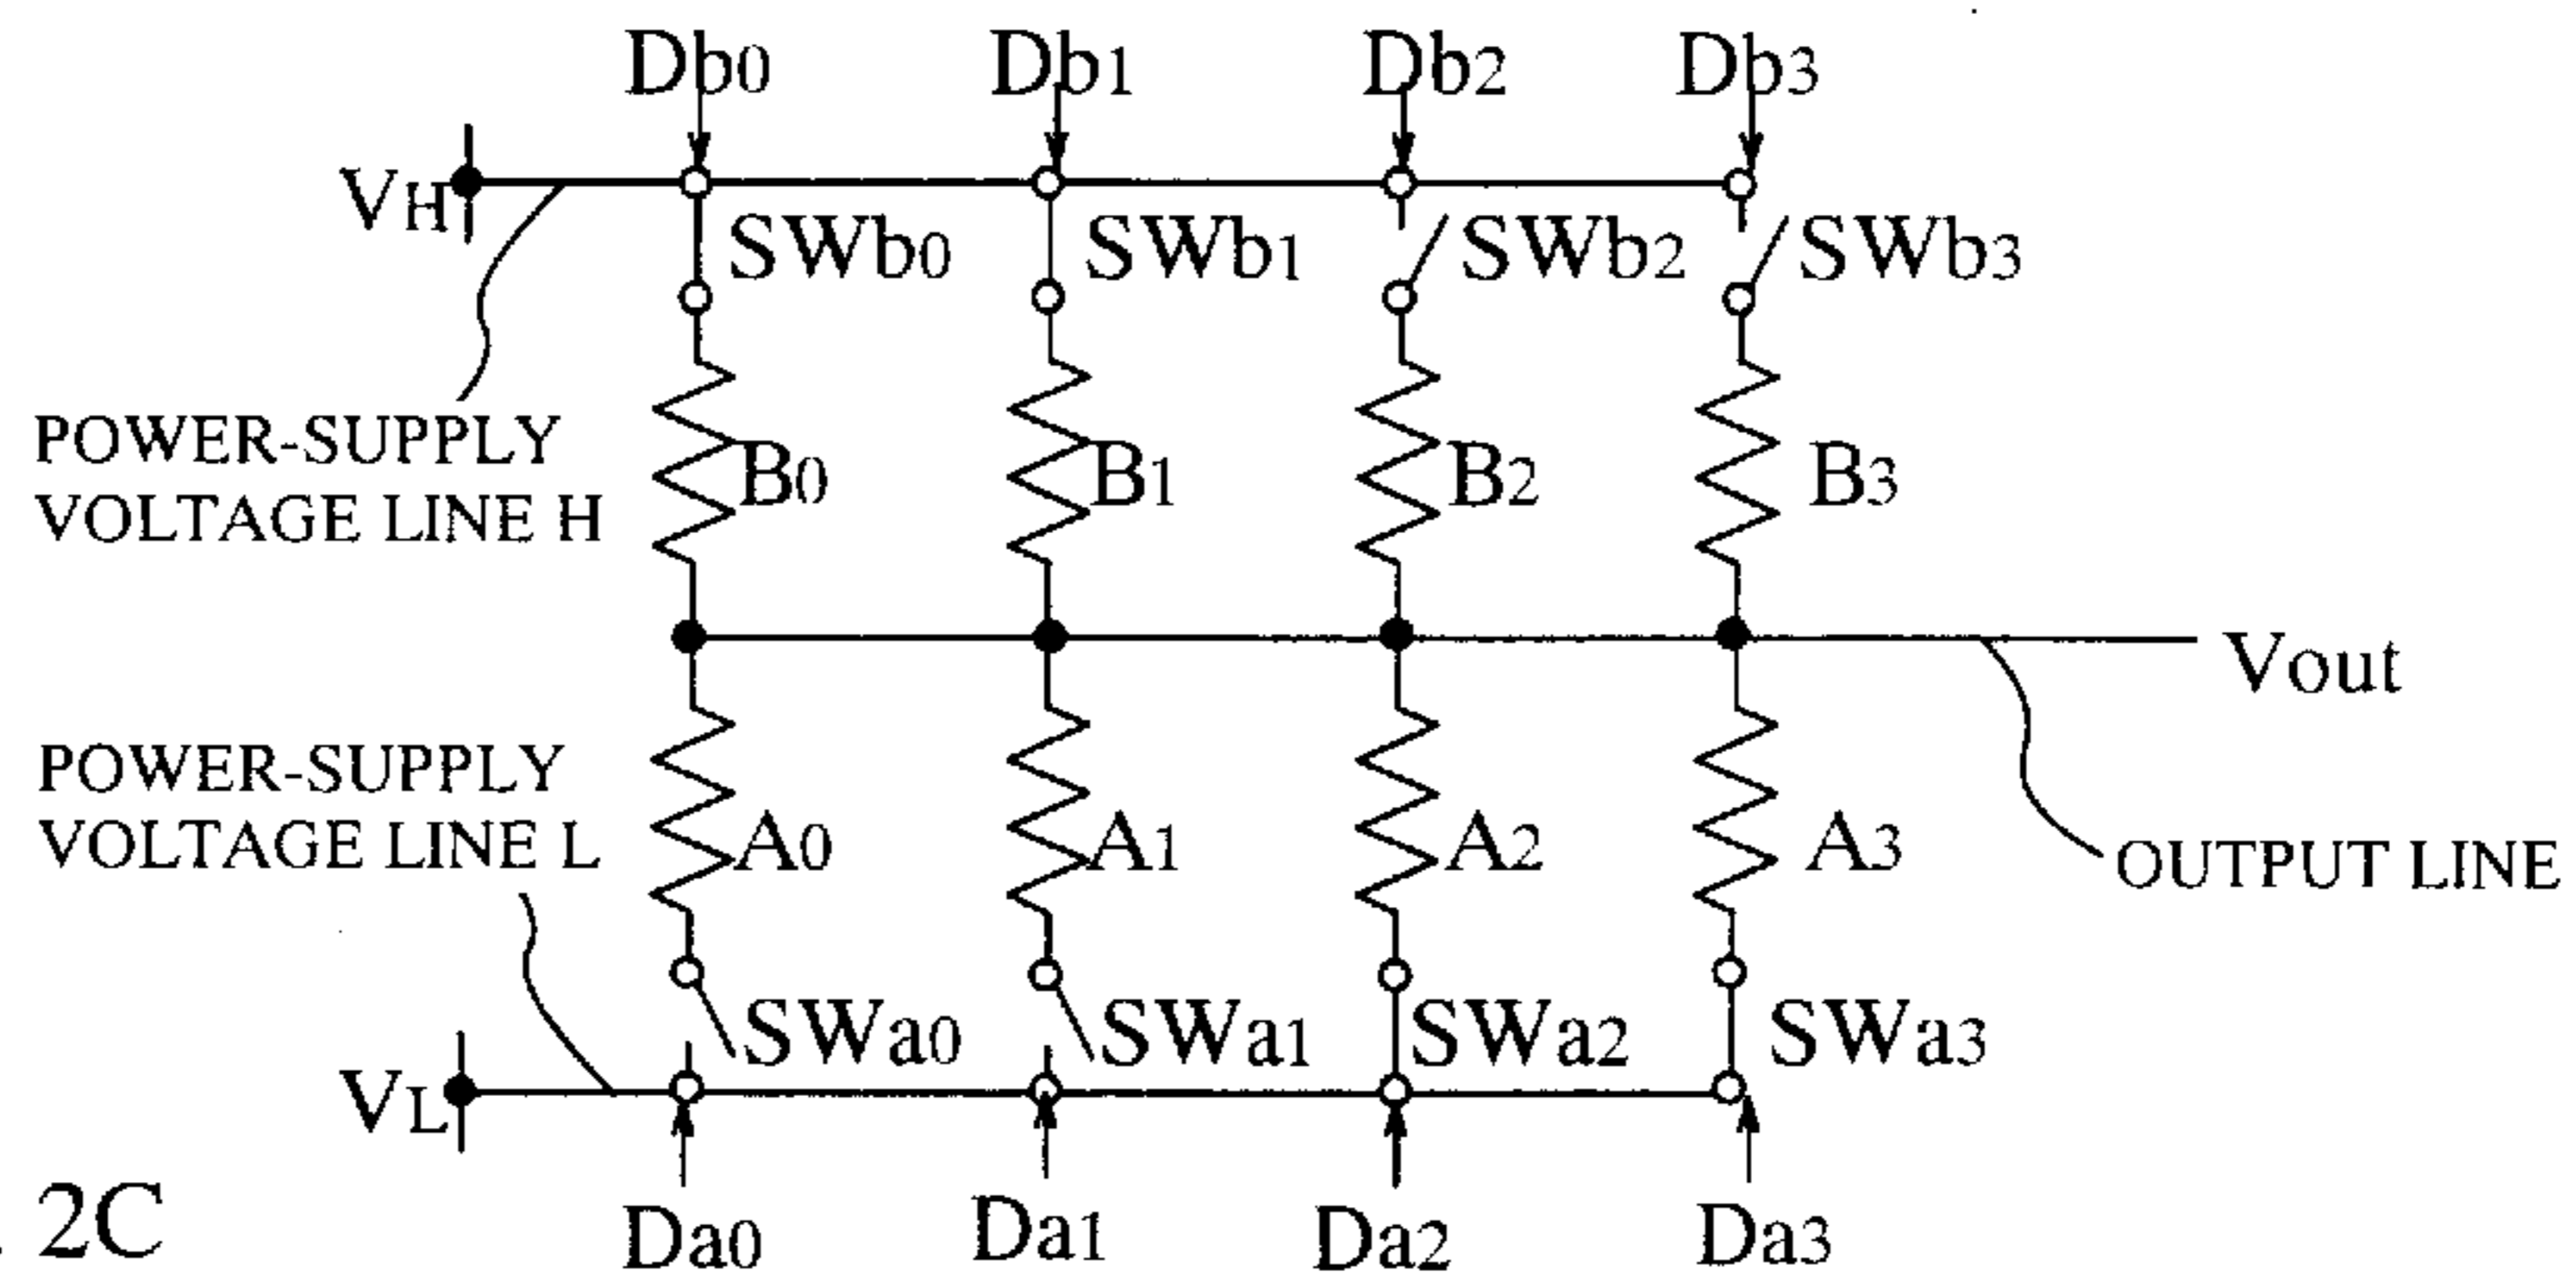 Db0 Db1 Db2 Db3
VH
SWb0 SWb1 SWb2 SWb3
POWER-SUPPLY
VOLTAGE LINE H
B0 B1 B2 B3
Vout
POWER-SUPPLY
VOLTAGE LINE L
A0 A1 A2 A3
OUTPUT LINE
SWa0 SWa1 SWa2 SWa3
VL
Da0 Da1 Da2 Da3
. 2C